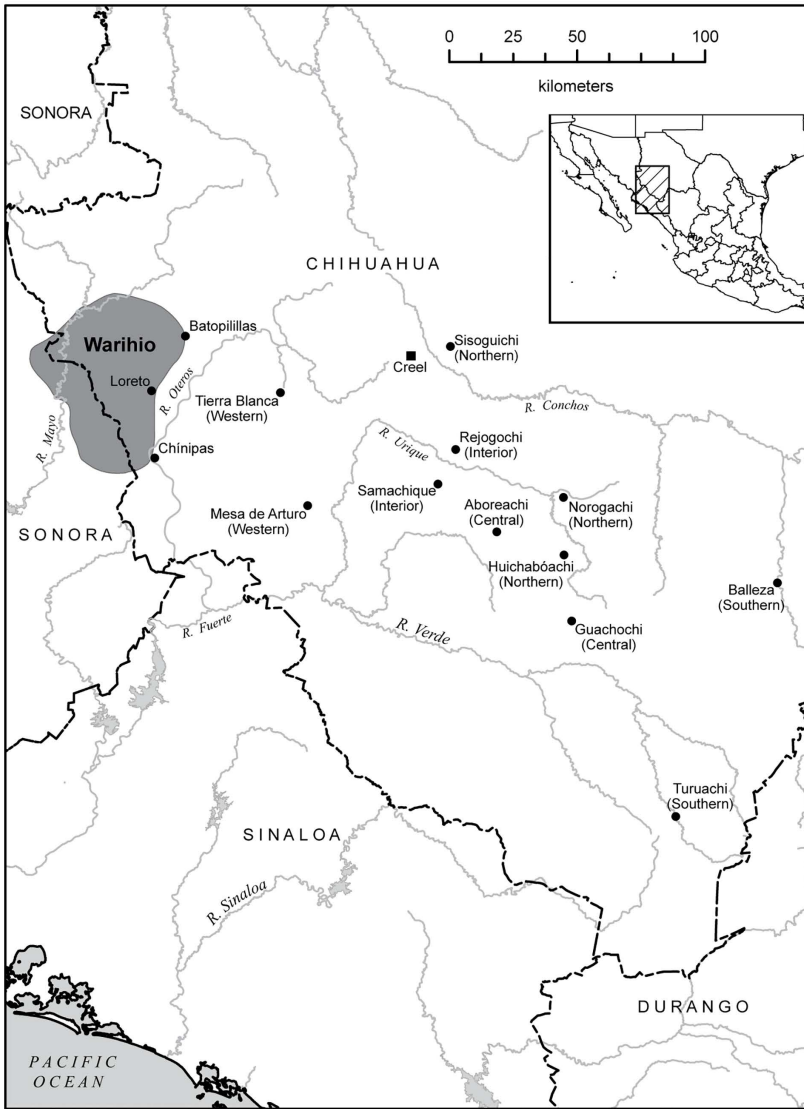 0 25 50 100
kilometers
SONORA
CHIHUAHUA
Warihio
Batopilillas
Sisoguichi
(Northern)
Creel
Loreto
R. Oteros
Tierra Blanca
(Western)
R. Conchos
R. Mayo
R. Urique
Rejogochi
(Interior)
Chínipas
Samachique
(Interior)
Aboreachi
(Central)
Norogachi
(Northern)
Mesa de Arturo
(Western)
SONORA
Huichabóachi
(Northern)
Balleza
(Southern)
R. Fuerte
R. Verde
Guachochi
(Central)
Turuachi
(Southern)
SINALOA
R. Sinaloa
DURANGO
PACIFIC
OCEAN